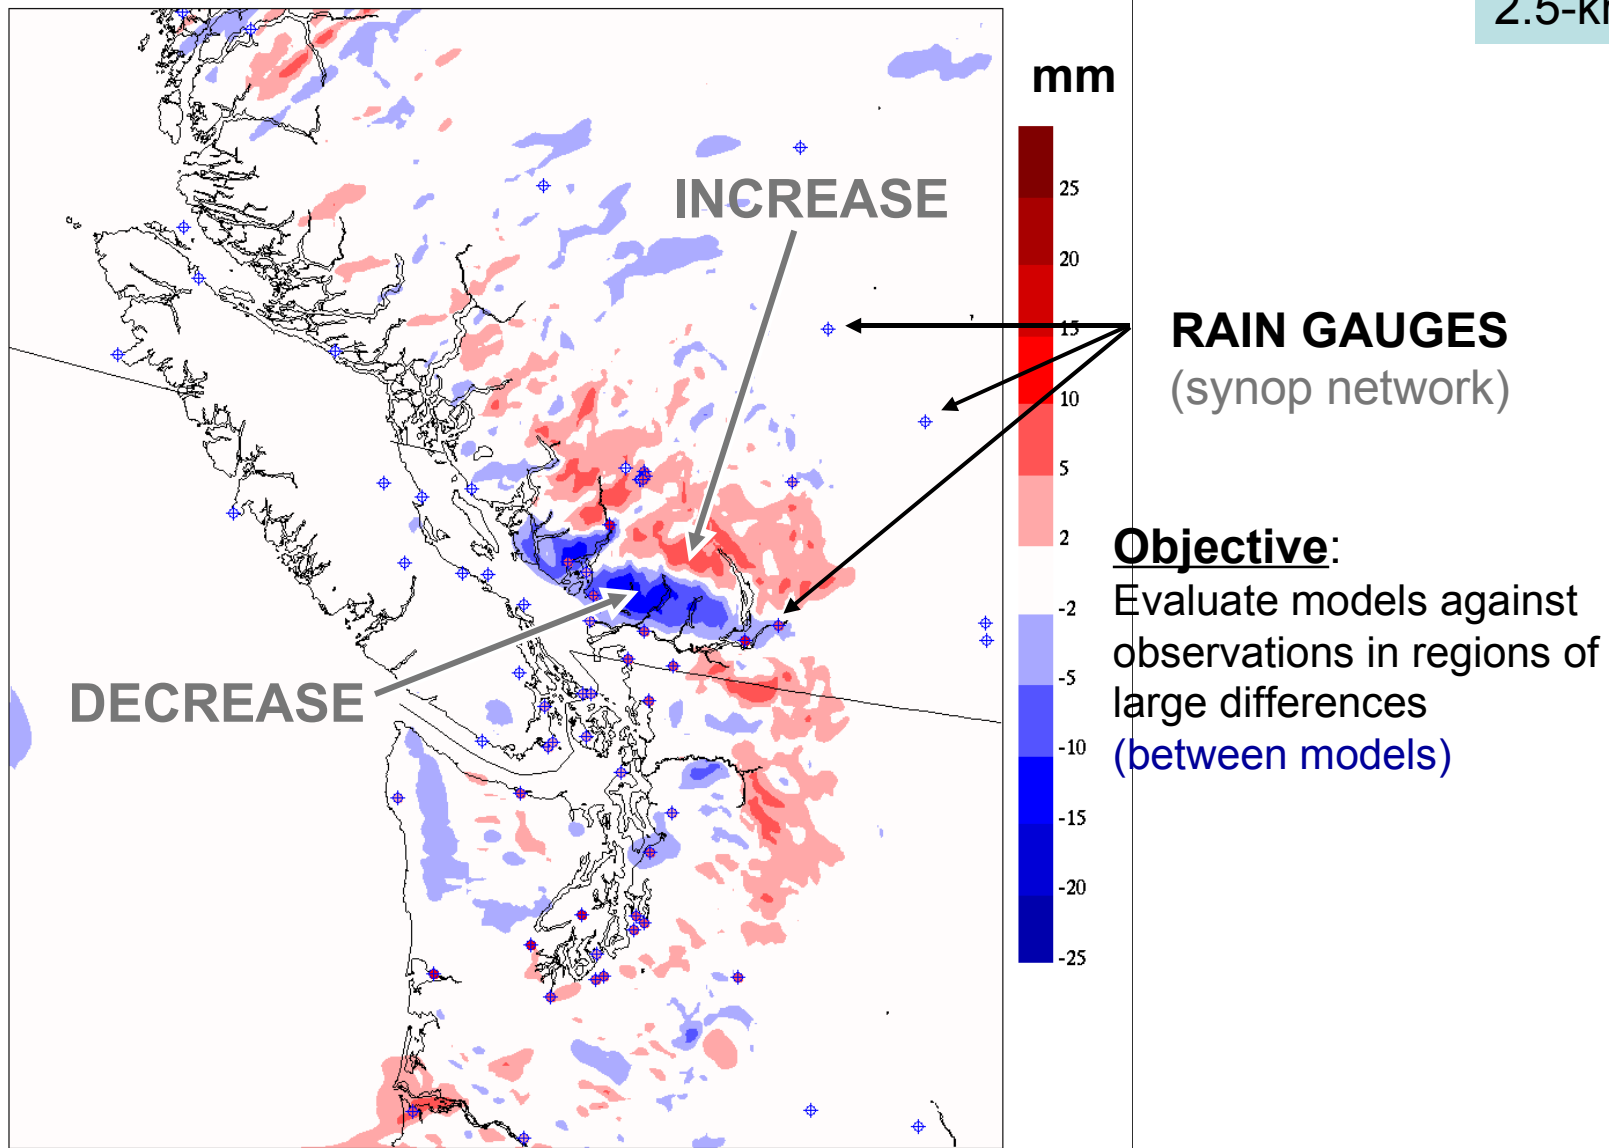 2.5-k
mm
INCREASE
25
20
15
10
5
2
-2
-5
-10
-15
-20
-25
RAIN GAUGES
(synop network)
Objective:
Evaluate models against
observations in regions of
large differences
(between models)
DECREASE